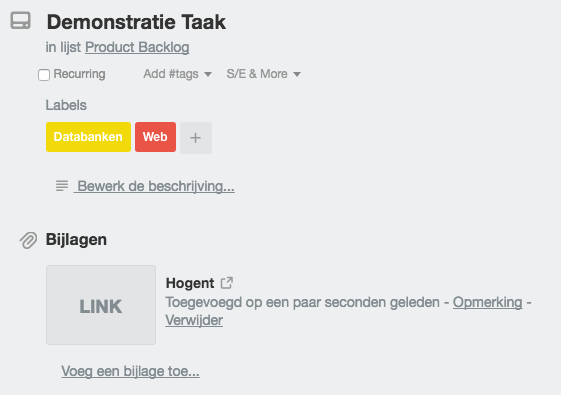 Demonstratie Taak
in lijst Product Backlog
Recurring Add #tags S/E & More
Labels
Databanken Web +
Bewerk de beschrijving...
Bijlagen
LINK
Hogent
Toegevoegd op een paar seconden geleden - Opmerking -
Verwijder
Voeg een bijlage toe...